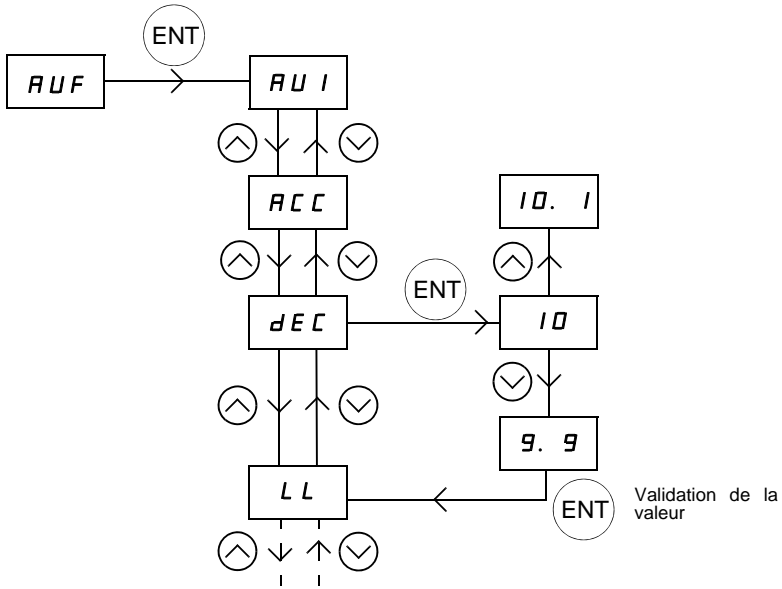 ENT
AUF
AU1
ACC
10. 1
ENT
dEC
10
9. 9
LL
ENT
Validation de la
valeur